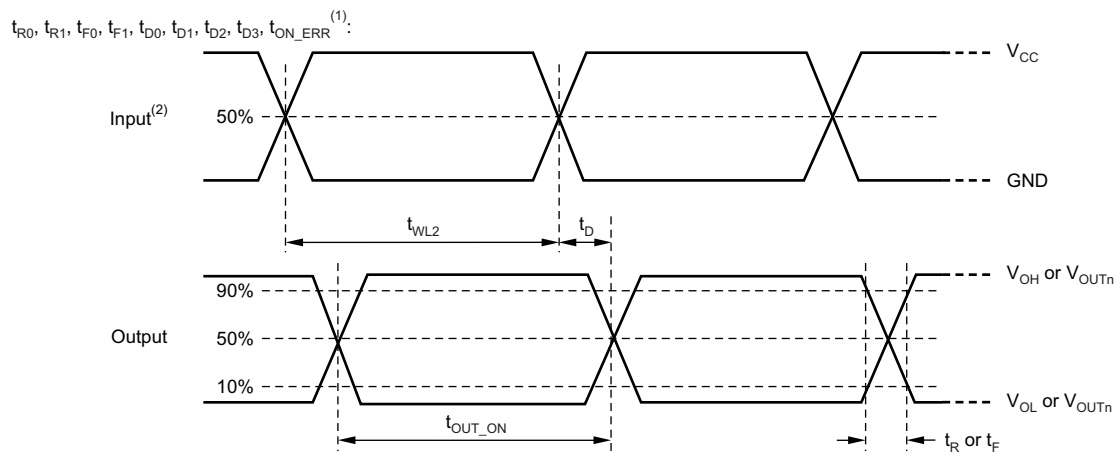 tR0, tR1, tF0, tF1, tD0, tD1, tD2, tD3, tON_ERR(1):
VCC
Input(2)
50%
GND
tWL2
tD
VOH or VOUTn
90%
Output
50%
10%
VOL or VOUTn
tOUT_ON
tR or tF